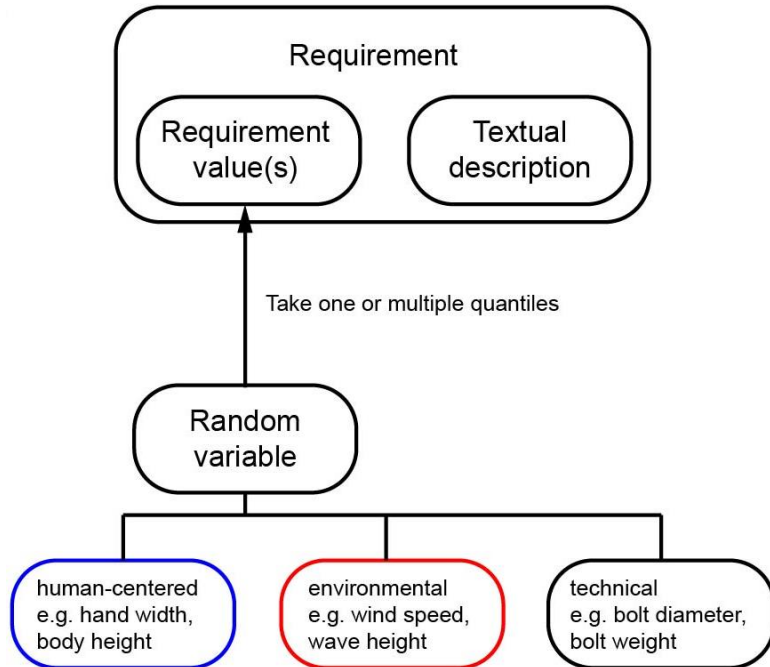 Requirement
Requirement
value(s)
Textual
description
Take one or multiple quantiles
Random
variable
human-centered
e.g. hand width,
body height
environmental
e.g. wind speed,
wave height
technical
e.g. bolt diameter,
bolt weight